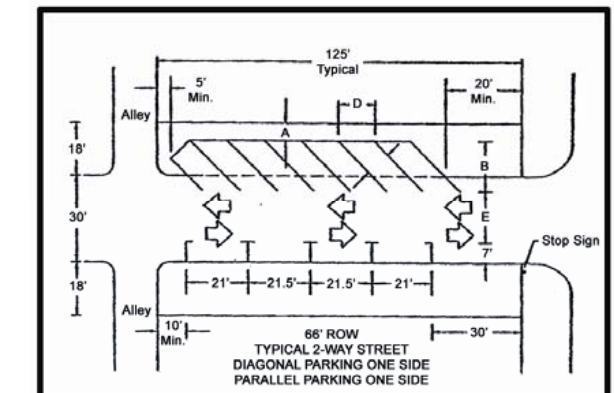 125'
Typical
5'
Min.
20'
Min.
D
Alley
A
18'
B
30'
E
Stop Sign
7'
18'
21'
21.5'
21.5'
21'
Alley
10'
Min.
30'
66' ROW
TYPICAL 2-WAY STREET
DIAGONAL PARKING ONE SIDE
PARALLEL PARKING ONE SIDE